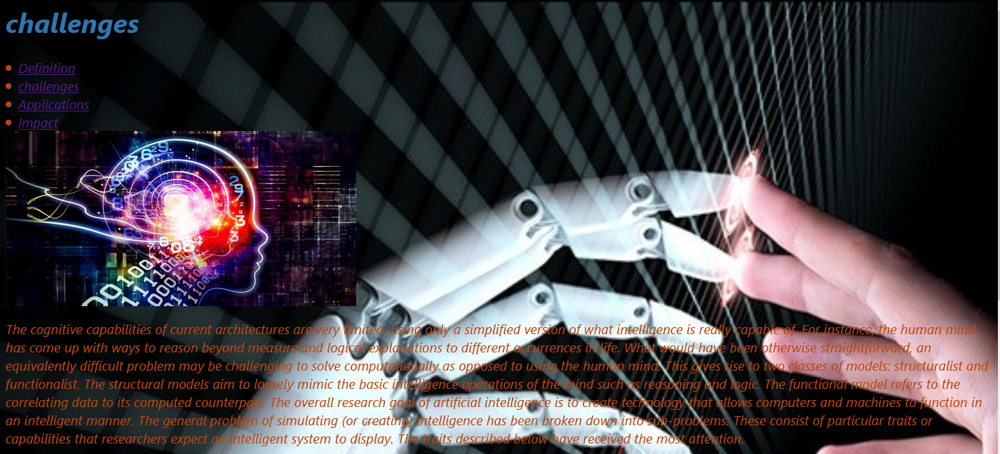 challenges
Definition
challenges
Applications
Impact
The cognitive capabilities of current architectures are very limited, using only a simplified version of what intelligence is really capable of. For instance, the human mind
has come up with ways to reason beyond measure and logical explanations to different occurrences in life. What would have been otherwise straightforward, an
equivalently difficult problem may be challenging to solve computationally as opposed to using the human mind. This gives rise to two classes of models: structuralist and
functionalist. The structural models aim to loosely mimic the basic intelligence operations of the mind such as reasoning and logic. The functional model refers to the
correlating data to its computed counterpart. The overall research goal of artificial intelligence is to create technology that allows computers and machines to function in
an intelligent manner. The general problem of simulating (or creating) intelligence has been broken down into sub-problems. These consist of particular traits or
capabilities that researchers expect an intelligent system to display. The traits described below have received the most attention.